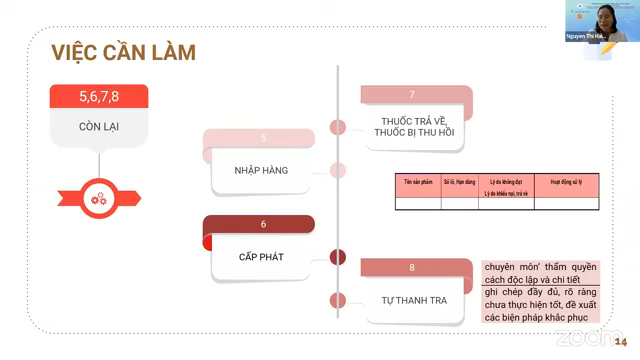 VIỆC CẦN LÀM
5,6,7,8
CÒN LẠI
5
NHẬP HÀNG
6
CẤP PHÁT
7
THUỐC TRẢ VỀ,
THUỐC BỊ THU HỒI
Tên sản phẩm
Số lô, Hạn dùng
Lý do không đạt
Lý do khiếu nại, trả về
Hoạt động xử lý
8
TỰ THANH TRA
chuyên môn’ thẩm quyền
cách độc lập và chi tiết
ghi chép đầy đủ, rõ ràng
chưa thực hiện tốt, đề xuất
các biện pháp khắc phục
Nguyen Thi Hai...
zoom
14